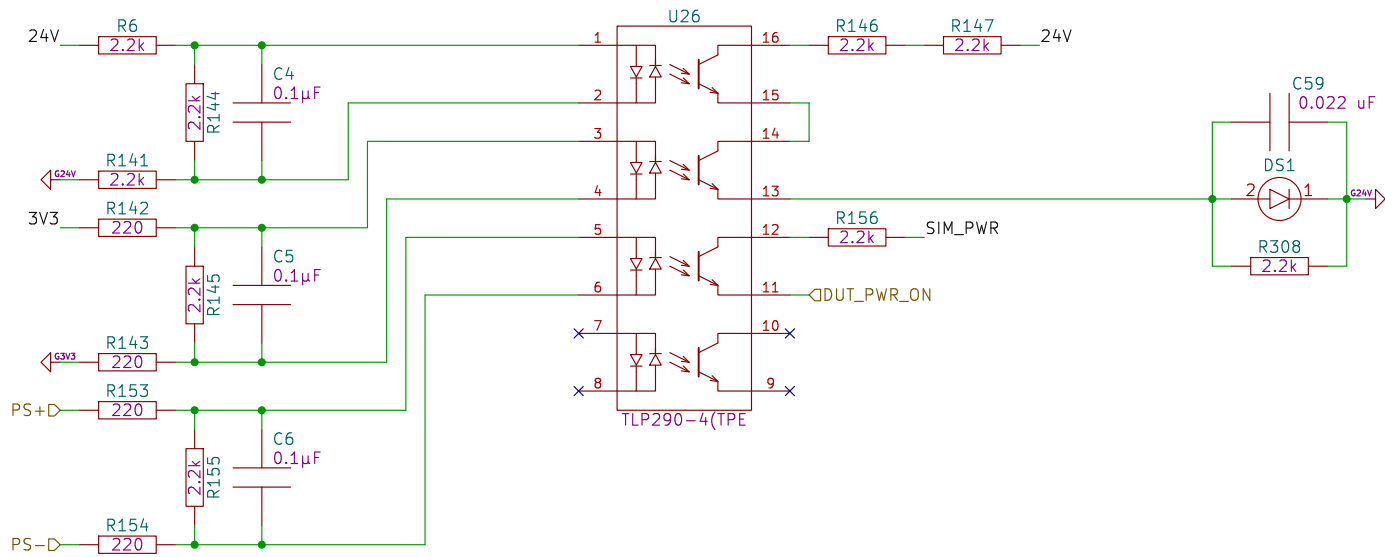 U26
R6
24V
2.2k
1
16
R146
2.2k
R147
2.2k
24V
C4
0.1µF
2.2k
R144
2
15
C59
0.022 uF
3
14
R141
G24V
2.2k
DS1
4
13
2
1
G24V
R142
3V3
220
R156
SIM_PWR
5
12
2.2k
R308
2.2k
C5
0.1µF
2.2k
R145
6
11
DUT_PWR_ON
7
10
R143
G3V3
220
8
9
R153
PS+
220
TLP290-4(TPE
C6
0.1µF
2.2k
R155
R154
PS-
220